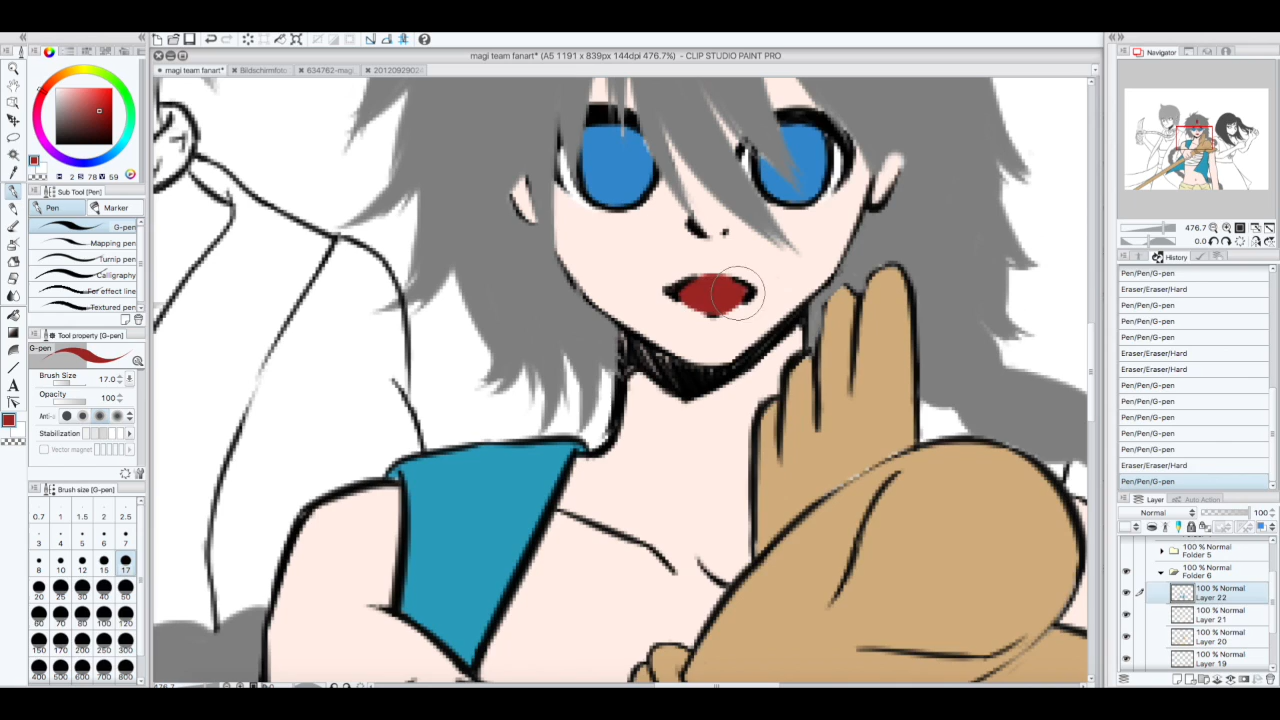 magi team fanart* (A5 1191 x 839px 144dpi 476.7%) - CLIP STUDIO PAINT PRO
magi team fanart*
Bildschirmfoto
634762-magi
2012092902
Navigator
476.7
0.0
H 2 S 78 V 59
Sub Tool [Pen]
Pen
Marker
G-pen
Mapping pen
Turnip pen
Calligraphy
For effect line
Textured pen
Tool property [G-pen]
G-pen
Brush Size 17.0
Opacity 100
Anti-
Stabilization
Vector magnet
Brush size [G-pen]
0.7 1 1.5 2 2.5
3 4 5 6 7
8 10 12 15 17
20 25 30 40 50
60 70 80 100 120
150 170 200 250 300
400 500 600 700 800
History
Pen/Pen/G-pen
Eraser/Eraser/Hard
Pen/Pen/G-pen
Pen/Pen/G-pen
Pen/Pen/G-pen
Eraser/Eraser/Hard
Eraser/Eraser/Hard
Pen/Pen/G-pen
Pen/Pen/G-pen
Pen/Pen/G-pen
Pen/Pen/G-pen
Pen/Pen/G-pen
Eraser/Eraser/Hard
Pen/Pen/G-pen
Layer
Auto Action
Normal 100
100 % Normal
Folder 5
100 % Normal
Folder 6
100 % Normal
Layer 22
100 % Normal
Layer 21
100 % Normal
Layer 20
100 % Normal
Layer 19